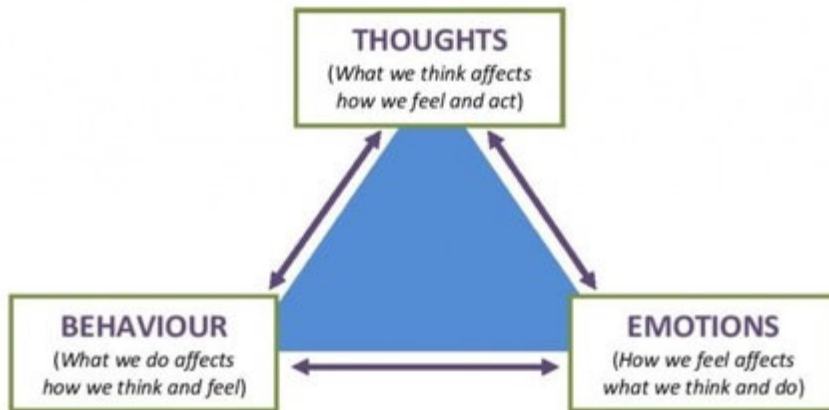 THOUGHTS
(What we think affects
how we feel and act)
BEHAVIOUR
(What we do affects
how we think and feel)
EMOTIONS
(How we feel affects
what we think and do)